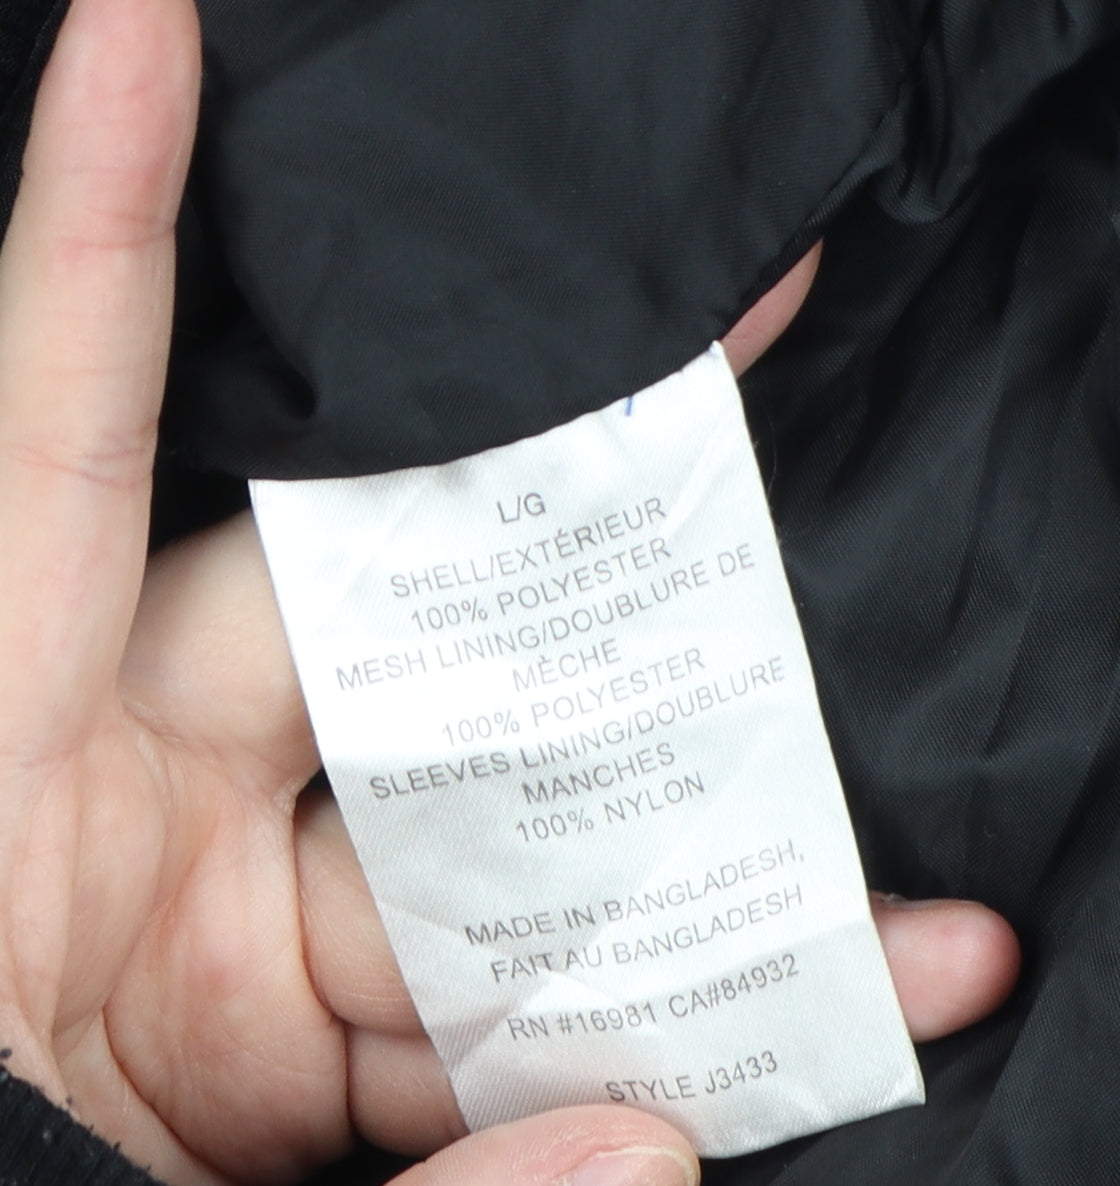 L/G
SHELL/EXTÉRIEUR
100% POLYESTER
MESH LINING/DOUBLURE DE
MÈCHE
100% POLYESTER
SLEEVES LINING/DOUBLURE
MANCHES
100% NYLON
MADE IN BANGLADESH,
FAIT AU BANGLADESH
RN #16981 CA#84932
STYLE J3433